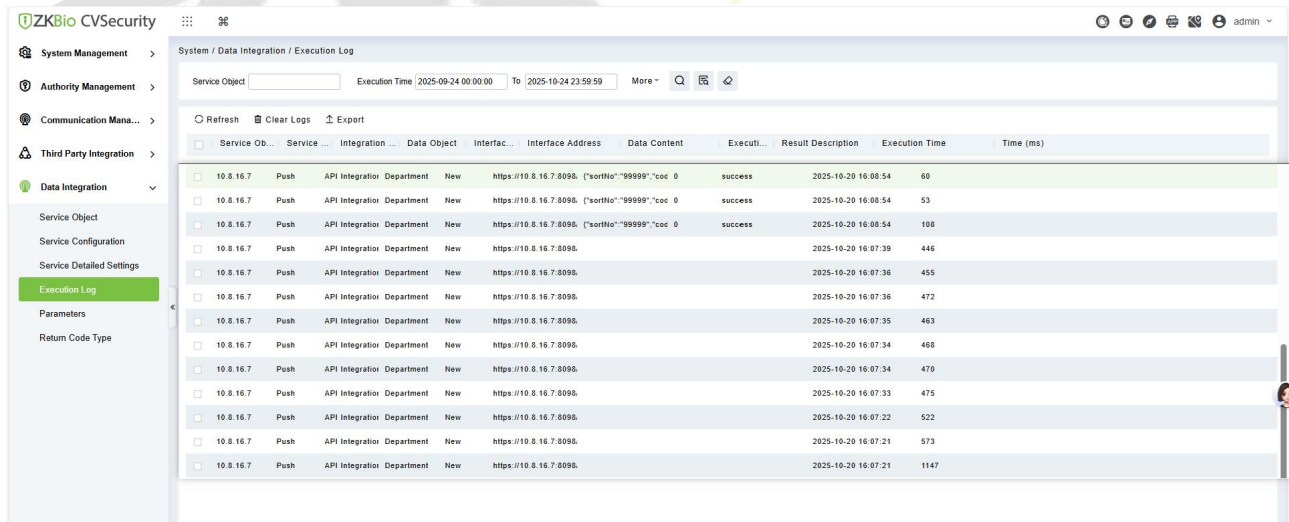 ZKBio CVSecurity
admin
System Management
Authority Management
Communication Mana...
Third Party Integration
Data Integration
Service Object
Service Configuration
Service Detailed Settings
Execution Log
Parameters
Return Code Type
System / Data Integration / Execution Log
Service Object Execution Time 2025-09-24 00:00:00 To 2025-10-24 23:59:59 More
Refresh Clear Logs Export
Service Ob... Service ... Integration ... Data Object Interfac... Interface Address Data Content Executi... Result Description Execution Time Time (ms)
10.8.16.7 Push API Integration Department New https://10.8.16.7:8098/ {"sortNo":"99999","cod 0 success 2025-10-20 16:08:54 60
10.8.16.7 Push API Integration Department New https://10.8.16.7:8098/ {"sortNo":"99999","cod 0 success 2025-10-20 16:08:54 53
10.8.16.7 Push API Integration Department New https://10.8.16.7:8098/ {"sortNo":"99999","cod 0 success 2025-10-20 16:08:54 108
10.8.16.7 Push API Integration Department New https://10.8.16.7:8098/ 2025-10-20 16:07:39 446
10.8.16.7 Push API Integration Department New https://10.8.16.7:8098/ 2025-10-20 16:07:36 455
10.8.16.7 Push API Integration Department New https://10.8.16.7:8098/ 2025-10-20 16:07:36 472
10.8.16.7 Push API Integration Department New https://10.8.16.7:8098/ 2025-10-20 16:07:35 463
10.8.16.7 Push API Integration Department New https://10.8.16.7:8098/ 2025-10-20 16:07:34 468
10.8.16.7 Push API Integration Department New https://10.8.16.7:8098/ 2025-10-20 16:07:34 470
10.8.16.7 Push API Integration Department New https://10.8.16.7:8098/ 2025-10-20 16:07:33 475
10.8.16.7 Push API Integration Department New https://10.8.16.7:8098/ 2025-10-20 16:07:22 522
10.8.16.7 Push API Integration Department New https://10.8.16.7:8098/ 2025-10-20 16:07:21 573
10.8.16.7 Push API Integration Department New https://10.8.16.7:8098/ 2025-10-20 16:07:21 1147